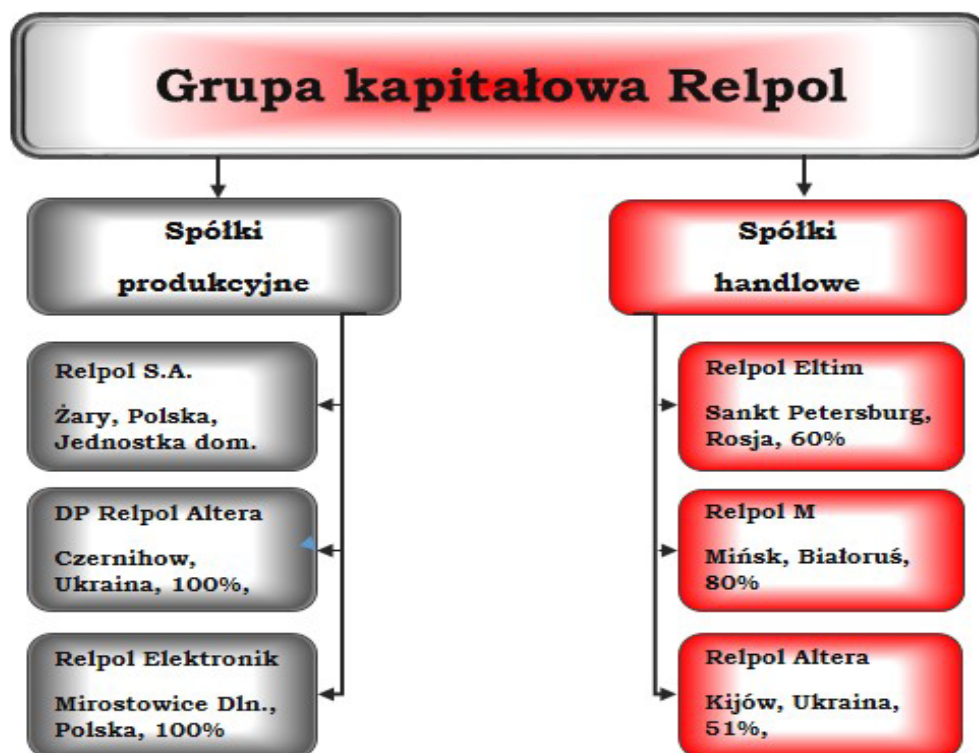 Grupa kapitałowa Relpol
Spółki
produkcyjne
Relpol S.A.
Żary, Polska,
Jednostka dom.
DP Relpol Altera
Czernihow,
Ukraina, 100%,
Relpol Elektronik
Mirostowice Dln.,
Polska, 100%
Spółki
handlowe
Relpol Eltim
Sankt Petersburg,
Rosja, 60%
Relpol M
Mińsk, Białoruś,
80%
Relpol Altera
Kijów, Ukraina,
51%,